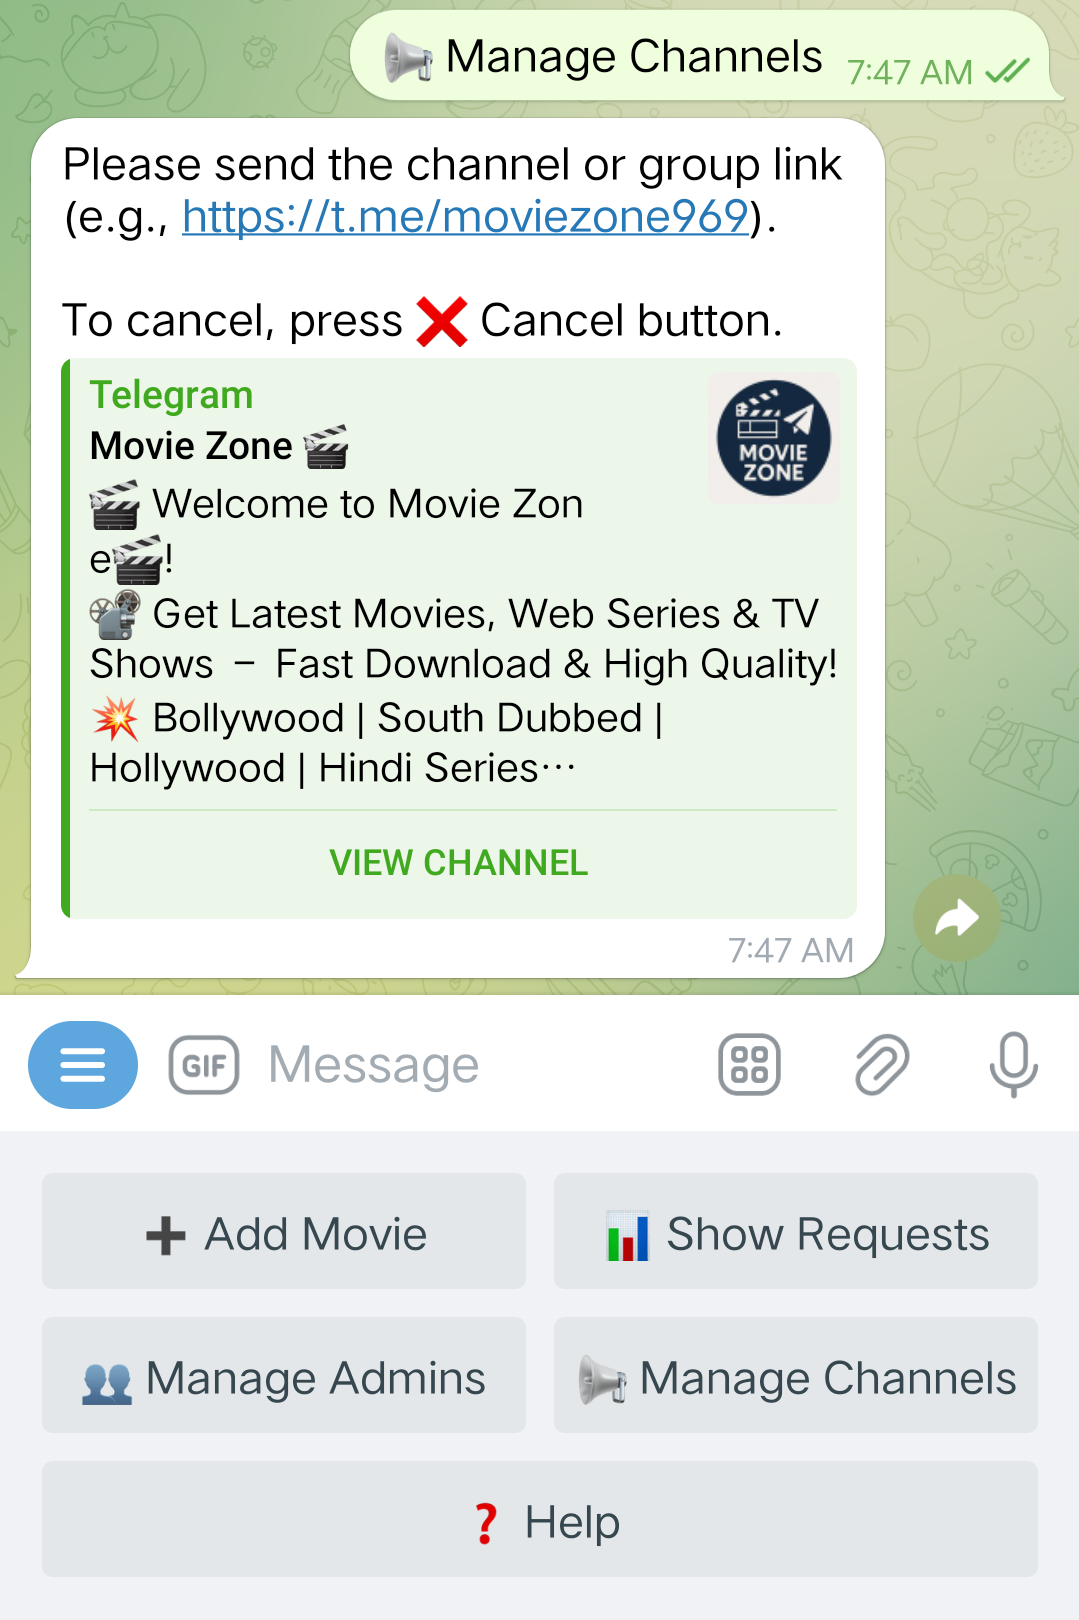 📢 Manage Channels 7:47 AM
Please send the channel or group link
(e.g., https://t.me/moviezone969).
To cancel, press ❌ Cancel button.
Telegram
Movie Zone 🎬
MOVIE
ZONE
🎬 Welcome to Movie Zon
e🎬!
🎥 Get Latest Movies, Web Series & TV
Shows – Fast Download & High Quality!
💥 Bollywood | South Dubbed |
Hollywood | Hindi Series…
VIEW CHANNEL
7:47 AM
GIF Message
➕ Add Movie
📊 Show Requests
👥 Manage Admins
📢 Manage Channels
❓ Help